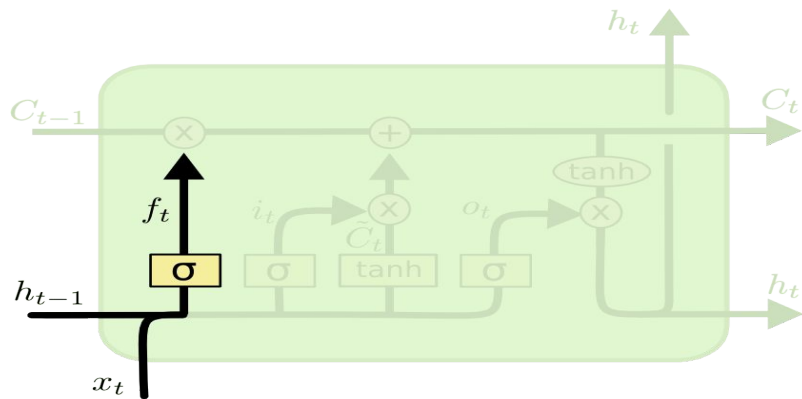 h_t
C_{t-1} × + C_t
tanh
f_t i_t × o_t ×
C̃_t
σ σ tanh σ
h_{t-1} h_t
x_t